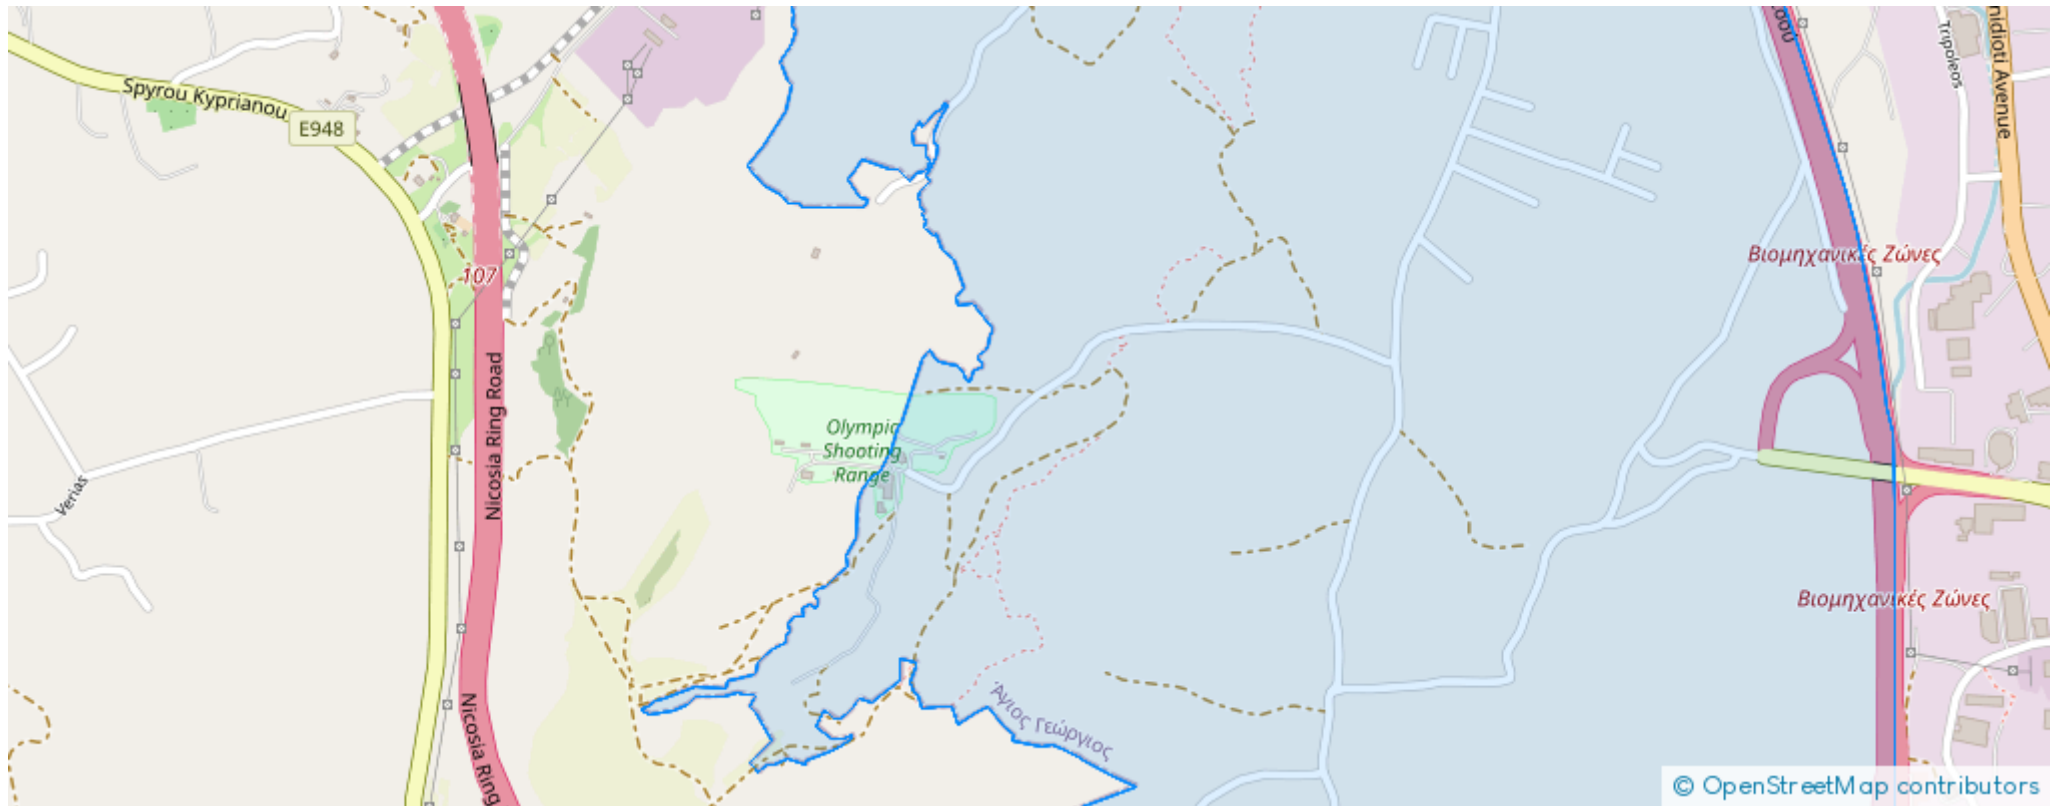 Spyrou Kyprianou
E948
107
Nicosia Ring Road
Verias
Nicosia Ring
Olympic
Shooting
Range
Άγιος Γεώργιος
Tripoleos
Avenue
Βιομηχανικές Ζώνες
Βιομηχανικές Ζώνες
© OpenStreetMap contributors